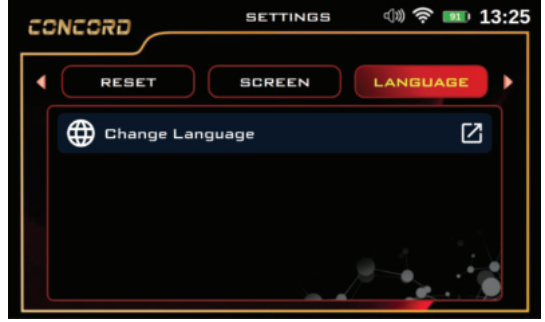 CONCORD
SETTINGS 91 13:25
RESET SCREEN LANGUAGE
Change Language